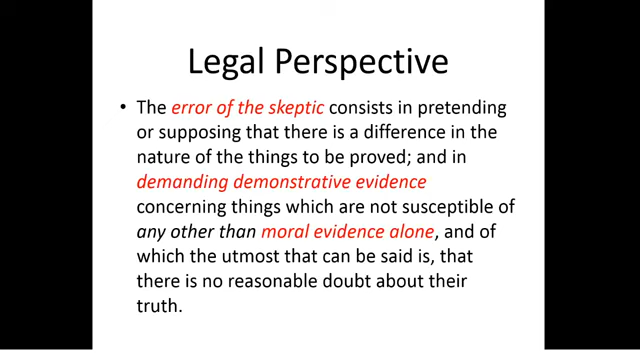 Legal Perspective
• The error of the skeptic consists in pretending
or supposing that there is a difference in the
nature of the things to be proved; and in
demanding demonstrative evidence
concerning things which are not susceptible of
any other than moral evidence alone, and of
which the utmost that can be said is, that
there is no reasonable doubt about their
truth.